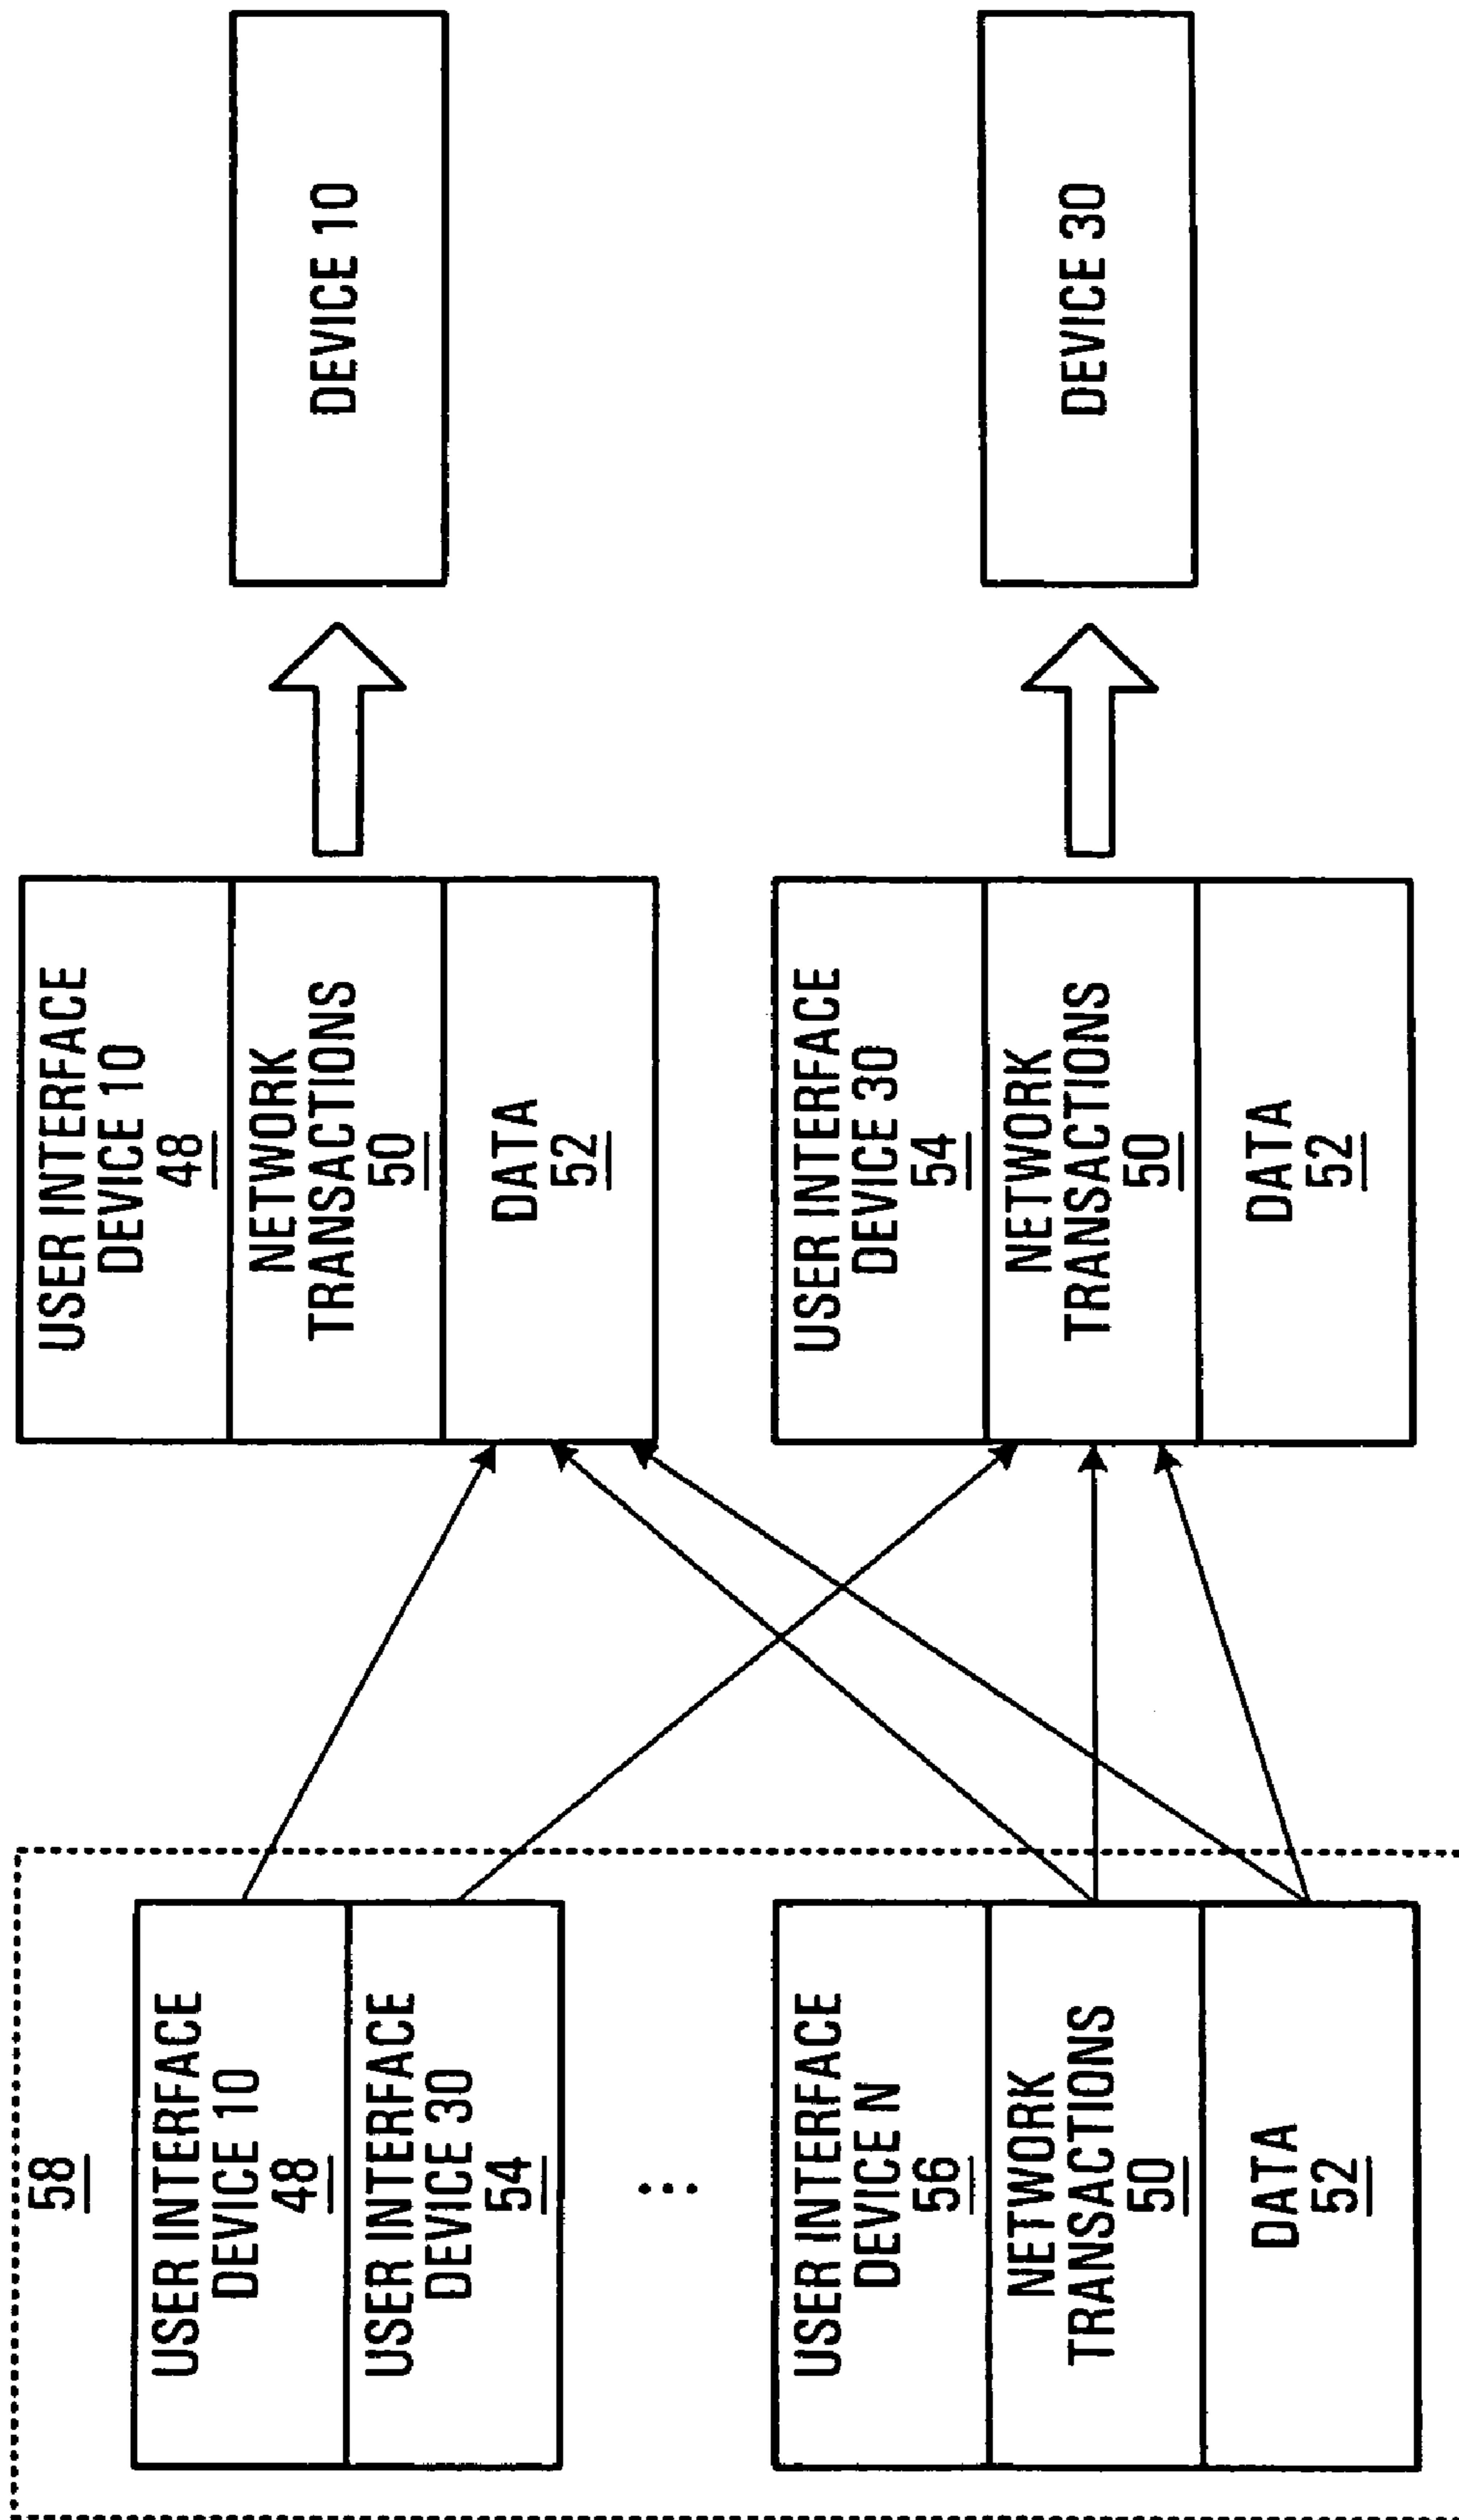 58
USER INTERFACE
DEVICE 10
48
USER INTERFACE
DEVICE 30
54
...
USER INTERFACE
DEVICE N
56
NETWORK
TRANSACTIONS
50
DATA
52
USER INTERFACE
DEVICE 10
48
NETWORK
TRANSACTIONS
50
DATA
52
USER INTERFACE
DEVICE 30
54
NETWORK
TRANSACTIONS
50
DATA
52
DEVICE 10
DEVICE 30